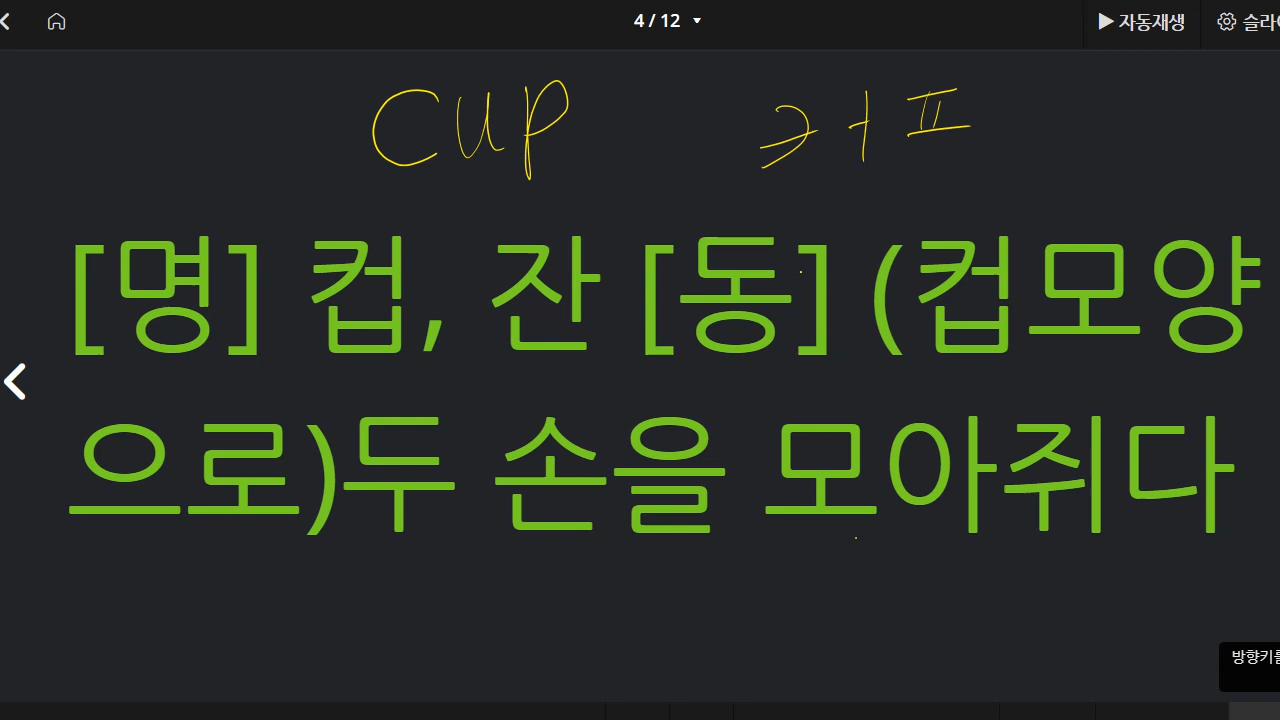 4 / 12
▶ 자동재생
cup
[명] 컵, 잔 [동] (컵모양
으로)두 손을 모아쥐다
방향키를